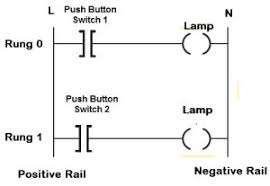 L
Push Button
Switch 1
Lamp
N
Rung 0
Push Button
Switch 2
Lamp
Rung 1
Positive Rail
Negative Rail